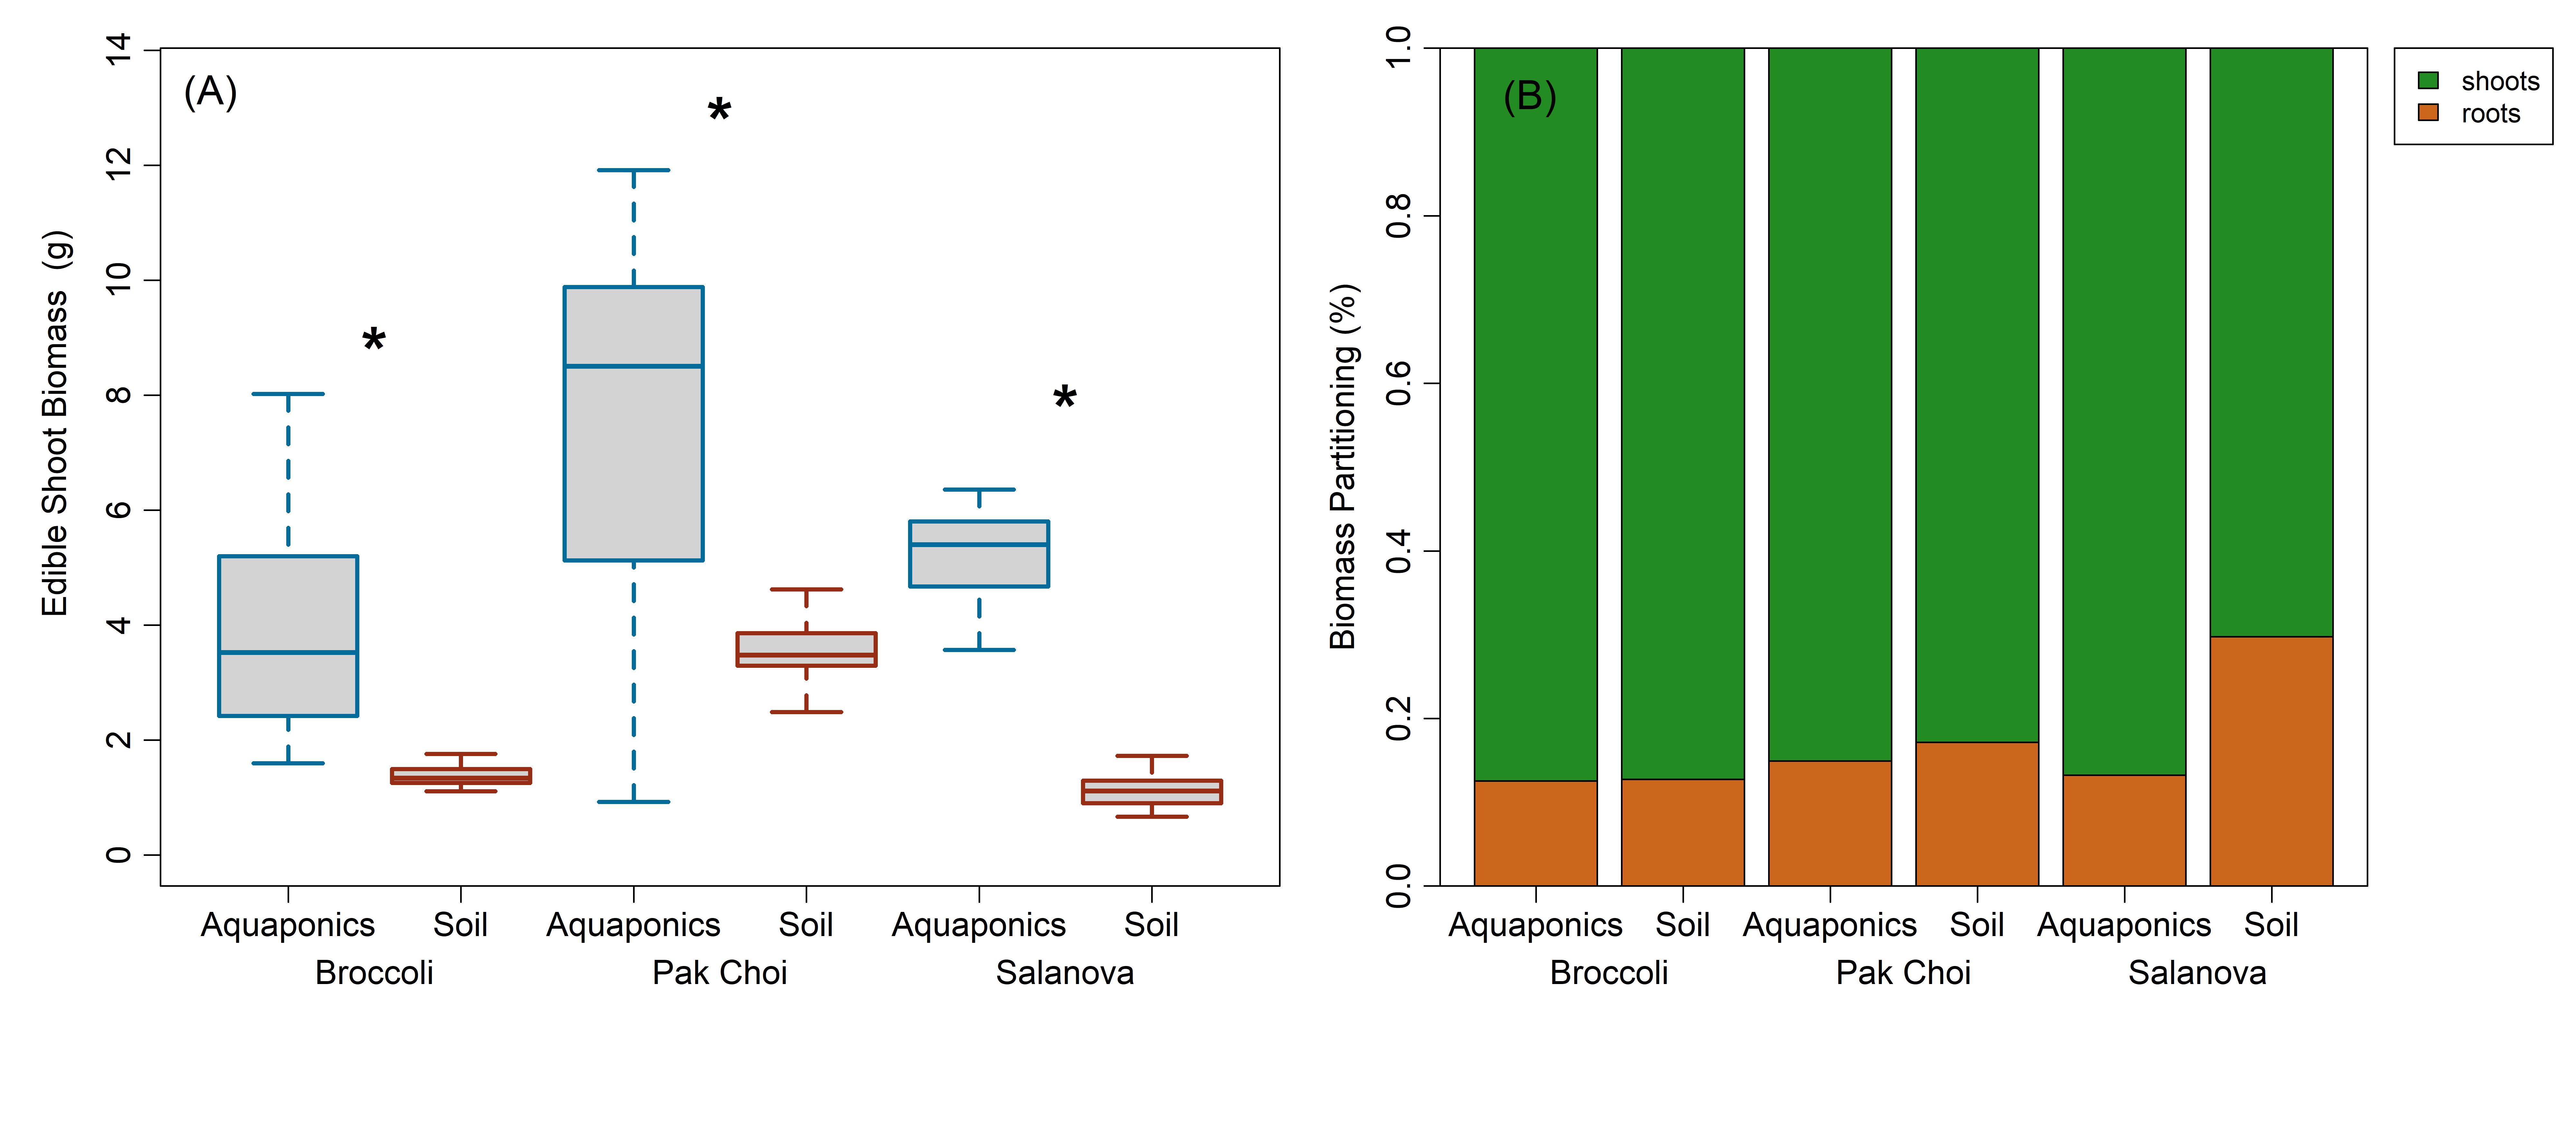 (A)
Edible Shoot Biomass (g)
14
12
10
8
6
4
2
0
*
*
*
Aquaponics Soil Aquaponics Soil Aquaponics Soil
Broccoli Pak Choi Salanova
(B)
Biomass Partitioning (%)
1.0
0.8
0.6
0.4
0.2
0.0
Aquaponics Soil Aquaponics Soil Aquaponics Soil
Broccoli Pak Choi Salanova
shoots
roots